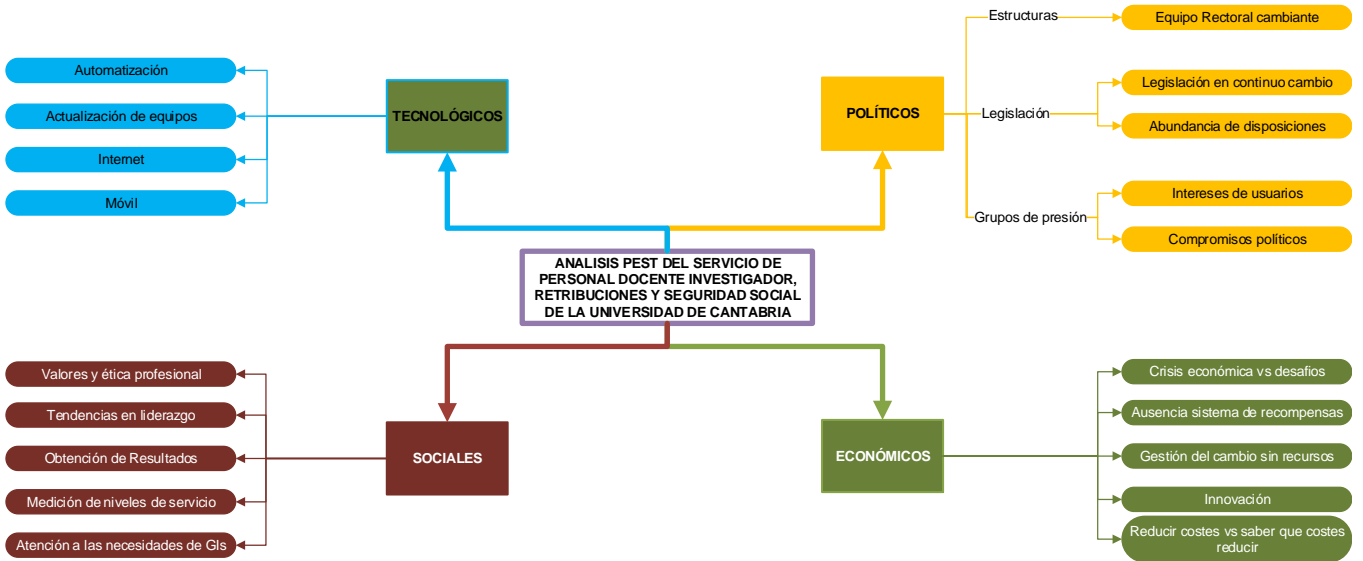 Estructuras
Equipo Rectoral cambiante
Automatización
TECNOLÓGICOS
POLÍTICOS
Legislación en continuo cambio
Actualización de equipos
Legislación
Abundancia de disposiciones
Internet
Móvil
Intereses de usuarios
Grupos de presión
Compromisos políticos
ANALISIS PEST DEL SERVICIO DE
PERSONAL DOCENTE INVESTIGADOR,
RETRIBUCIONES Y SEGURIDAD SOCIAL
DE LA UNIVERSIDAD DE CANTABRIA
Valores y ética profesional
Tendencias en liderazgo
Obtención de Resultados
Medición de niveles de servicio
Atención a las necesidades de GIs
SOCIALES
ECONÓMICOS
Crisis económica vs desafios
Ausencia sistema de recompensas
Gestión del cambio sin recursos
Innovación
Reducir costes vs saber que costes
reducir